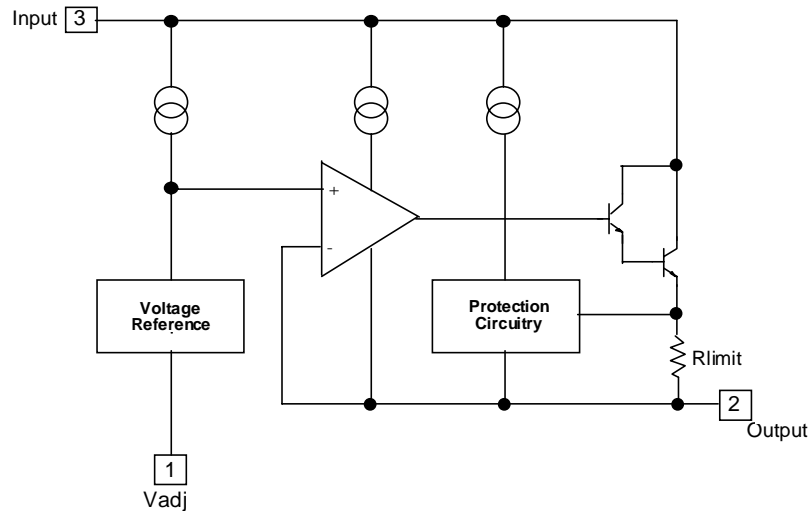 Input 3
+
-
Voltage
Reference
Protection
Circuitry
Rlimit
2
Output
1
Vadj